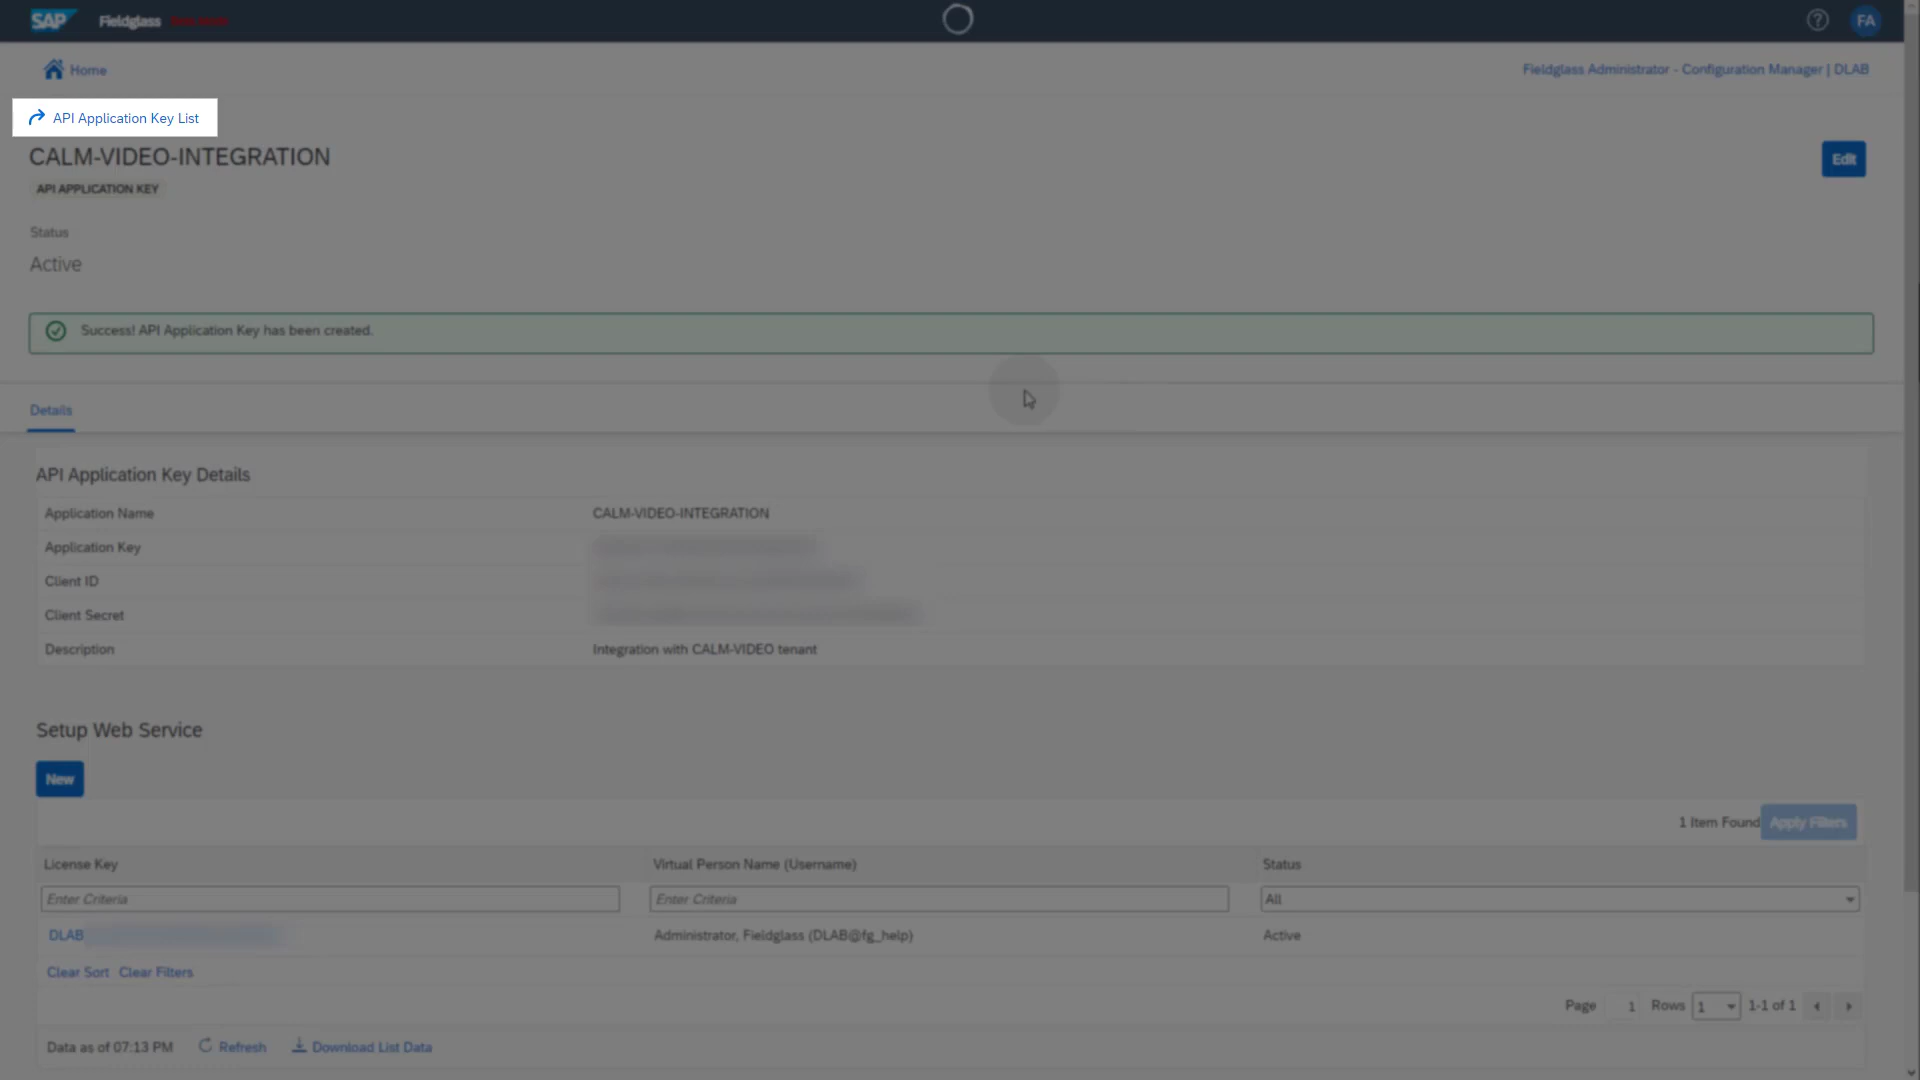 SAP Fieldglass
FA
Home
Fieldglass Administrator - Configuration Manager | DLAB
API Application Key List
CALM-VIDEO-INTEGRATION
Edit
API APPLICATION KEY
Status
Active
Success! API Application Key has been created.
Details
API Application Key Details
Application Name CALM-VIDEO-INTEGRATION
Application Key
Client ID
Client Secret
Description Integration with CALM-VIDEO tenant
Setup Web Service
New
1 Item Found Apply Filters
License Key Virtual Person Name (Username) Status
Enter Criteria Enter Criteria All
DLAB Administrator, Fieldglass (DLAB@fg_help) Active
Clear Sort Clear Filters
Page 1 Rows 1 1-1 of 1
Data as of 07:13 PM Refresh Download List Data